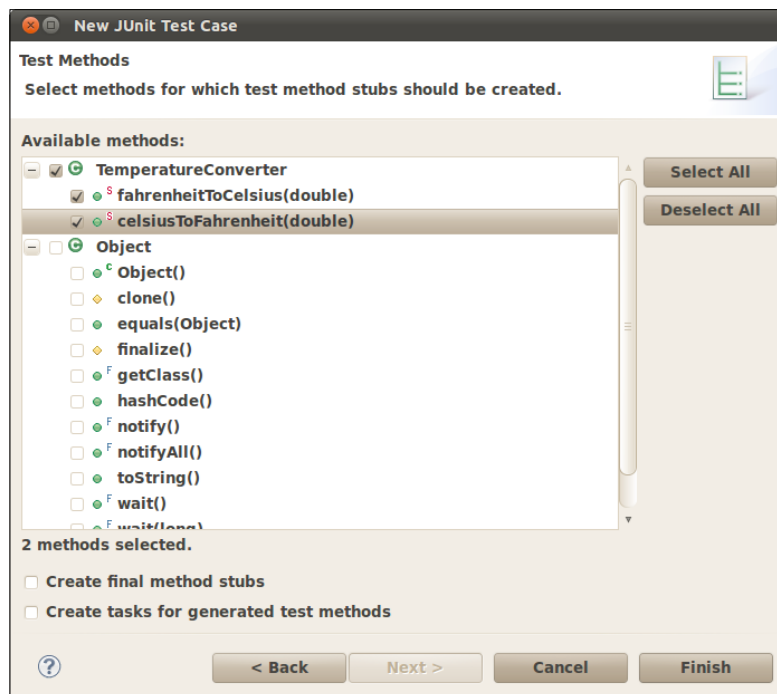 New JUnit Test Case
Test Methods
Select methods for which test method stubs should be created.
Available methods:
TemperatureConverter
Select All
fahrenheitToCelsius(double)
celsiusToFahrenheit(double)
Deselect All
Object
Object()
clone()
equals(Object)
finalize()
getClass()
hashCode()
notify()
notifyAll()
toString()
wait()
wait(long)
2 methods selected.
Create final method stubs
Create tasks for generated test methods
? < Back Next > Cancel Finish